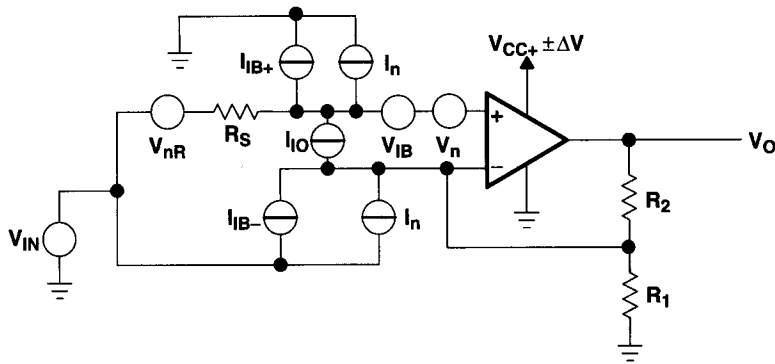 V_CC+ ± ΔV
I_IB+
I_n
V_nR
R_S
I_IO
V_IB
V_n
+
−
V_O
I_IB−
I_n
R_2
V_IN
R_1